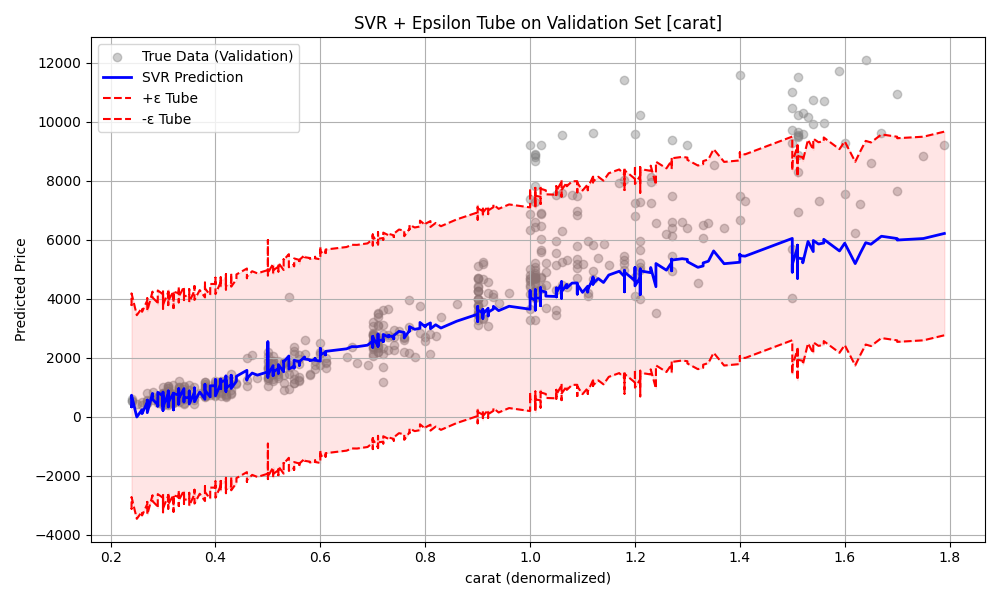 SVR + Epsilon Tube on Validation Set [carat]
True Data (Validation)
SVR Prediction
+ε Tube
-ε Tube
Predicted Price
12000
10000
8000
6000
4000
2000
0
−2000
−4000
0.2 0.4 0.6 0.8 1.0 1.2 1.4 1.6 1.8
carat (denormalized)